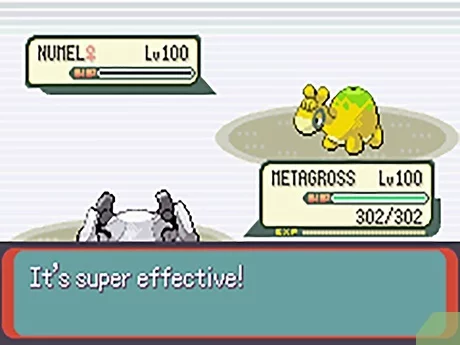 NUMEL♀ Lv100
HP
METAGROSS Lv100
HP
302/302
EXP
It's super effective!